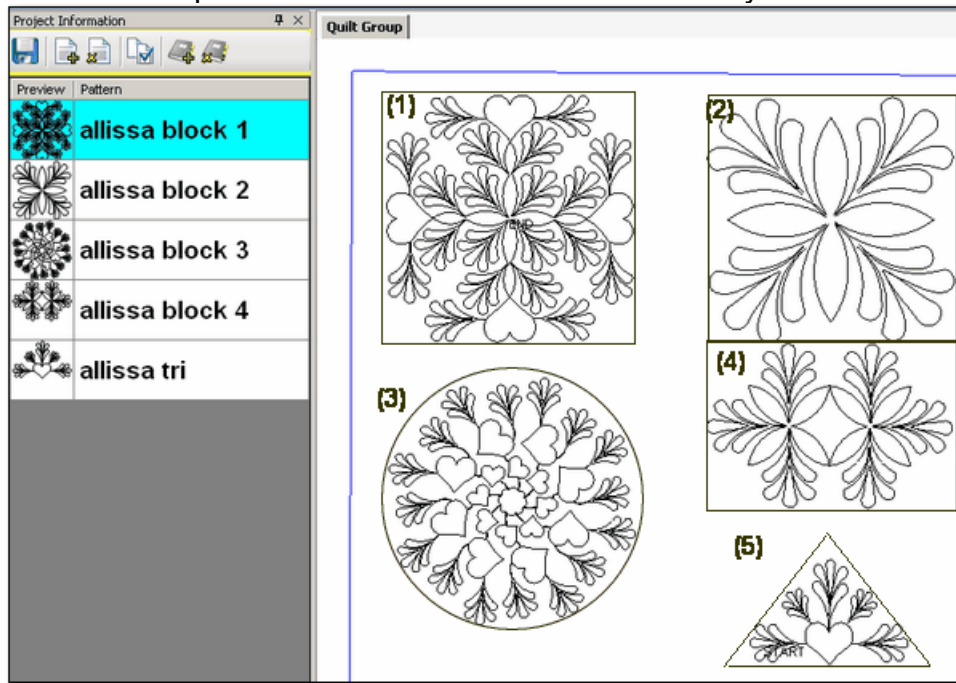 Project Information
Quilt Group
Preview Pattern
allissa block 1
allissa block 2
allissa block 3
allissa block 4
allissa tri
(1)
(2)
END
(3)
(4)
(5)
START